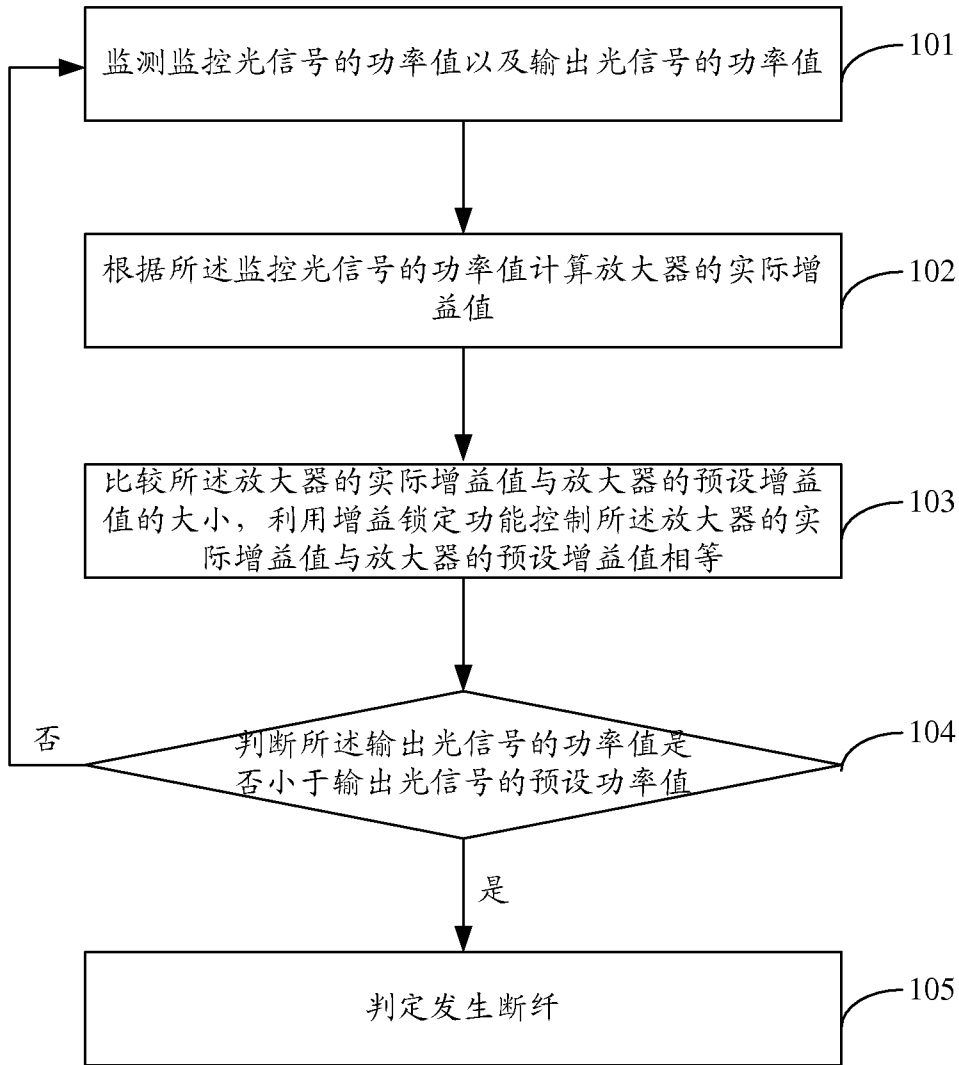 监测监控光信号的功率值以及输出光信号的功率值
101
根据所述监控光信号的功率值计算放大器的实际增
益值
102
比较所述放大器的实际增益值与放大器的预设增益
值的大小，利用增益锁定功能控制所述放大器的实
际增益值与放大器的预设增益值相等
103
否
判断所述输出光信号的功率值是
否小于输出光信号的预设功率值
104
是
判定发生断纤
105